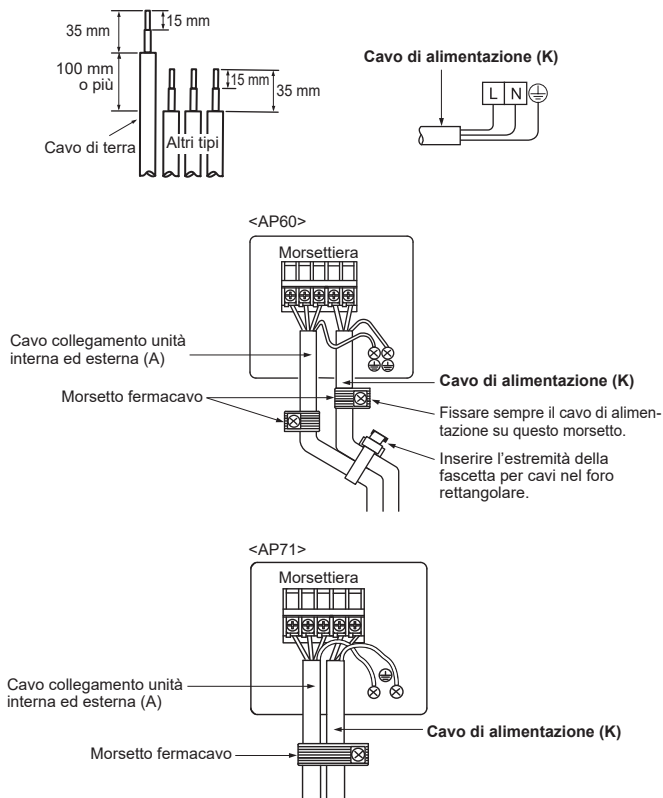 15 mm
35 mm
100 mm
o più
15 mm
35 mm
Cavo di terra
Altri tipi
Cavo di alimentazione (K)
L N
<AP60>
Morsettiera
Cavo collegamento unità
interna ed esterna (A)
Morsetto fermacavo
Cavo di alimentazione (K)
Fissare sempre il cavo di alimen-
tazione su questo morsetto.
Inserire l'estremità della
fascetta per cavi nel foro
rettangolare.
<AP71>
Morsettiera
Cavo collegamento unità
interna ed esterna (A)
Cavo di alimentazione (K)
Morsetto fermacavo